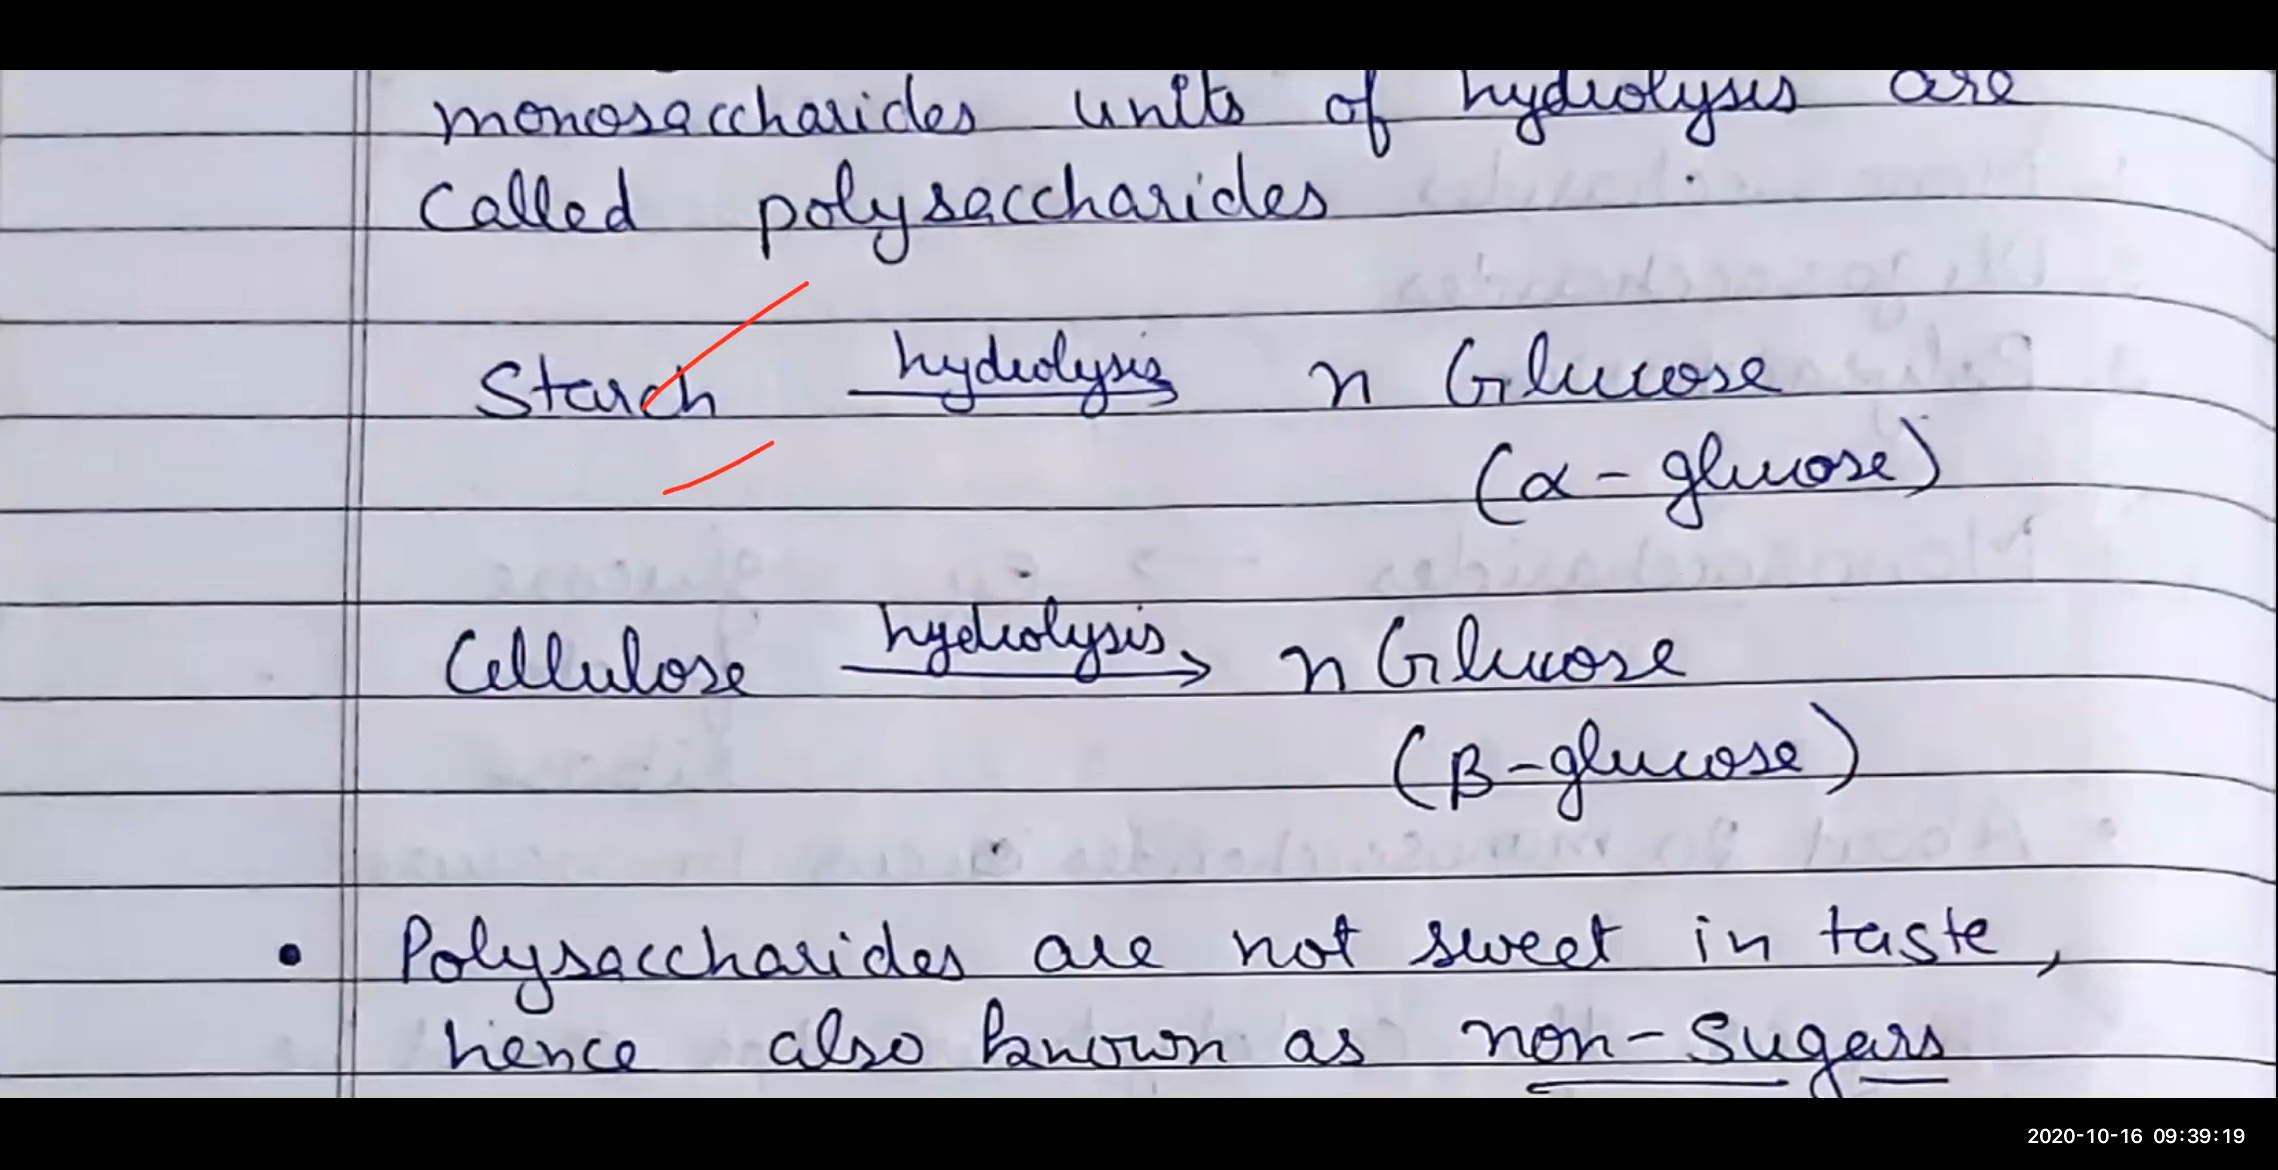 monosaccharides units of hydrolysis are
called polysaccharides
Starch hydrolysis n Glucose
(α - glucose)
Cellulose hydrolysis n Glucose
(β - glucose)
• Polysaccharides are not sweet in taste,
hence also known as non-sugars
2020-10-16 09:39:19